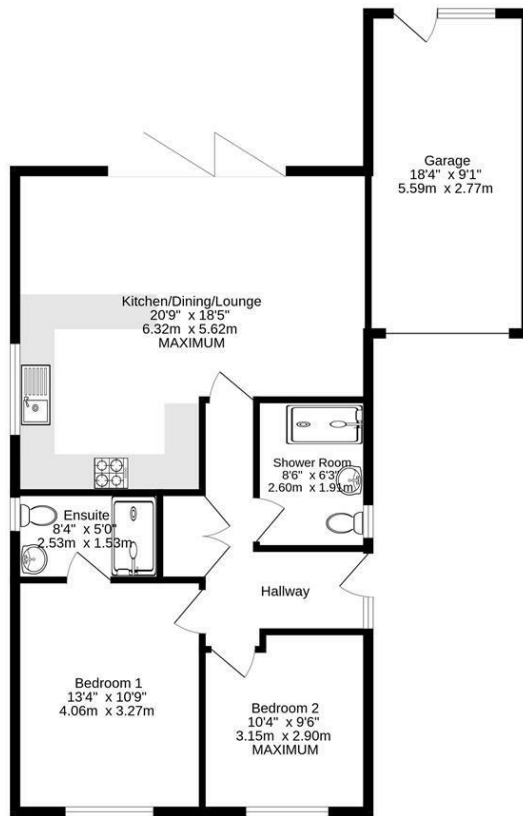 Garage
18'4" x 9'1"
5.59m x 2.77m
Kitchen/Dining/Lounge
20'9" x 18'5"
6.32m x 5.62m
MAXIMUM
Shower Room
8'6" x 6'3"
2.60m x 1.91m
Ensuite
8'4" x 5'0"
2.53m x 1.53m
Hallway
Bedroom 1
13'4" x 10'9"
4.06m x 3.27m
Bedroom 2
10'4" x 9'6"
3.15m x 2.90m
MAXIMUM